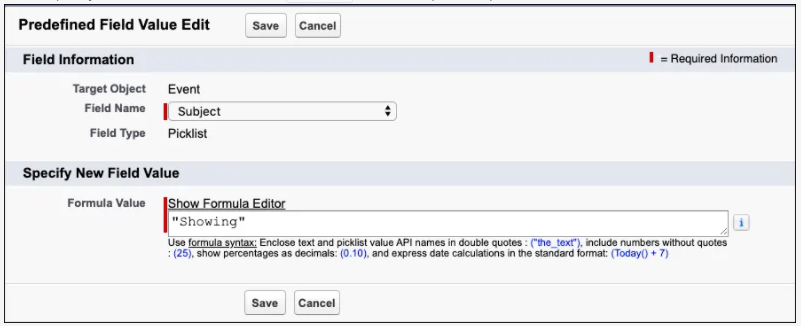 Predefined Field Value Edit Save Cancel
Field Information = Required Information
Target Object Event
Field Name Subject
Field Type Picklist
Specify New Field Value
Formula Value Show Formula Editor
"Showing"
Use formula syntax: Enclose text and picklist value API names in double quotes : ("the_text"), include numbers without quotes
: (25), show percentages as decimals: (0.10), and express date calculations in the standard format: (Today() + 7)
Save Cancel